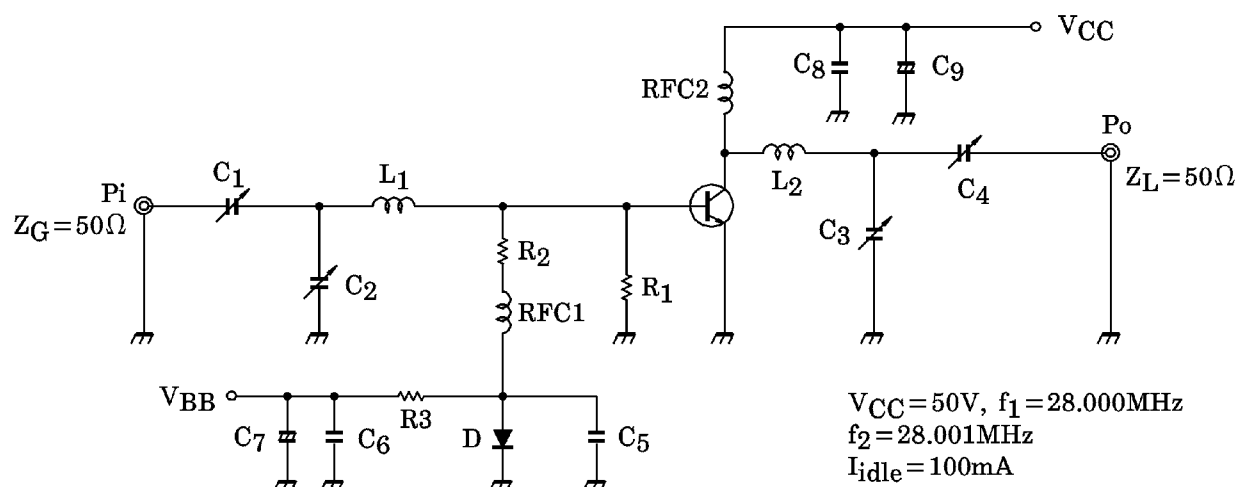 VCC
C8
C9
RFC2
Po
Pi
C1
L1
L2
C4
ZL=50Ω
ZG=50Ω
C3
R2
C2
R1
RFC1
VBB
R3
VCC=50V, f1=28.000MHz
C7
C6
D
C5
f2=28.001MHz
Iidle=100mA